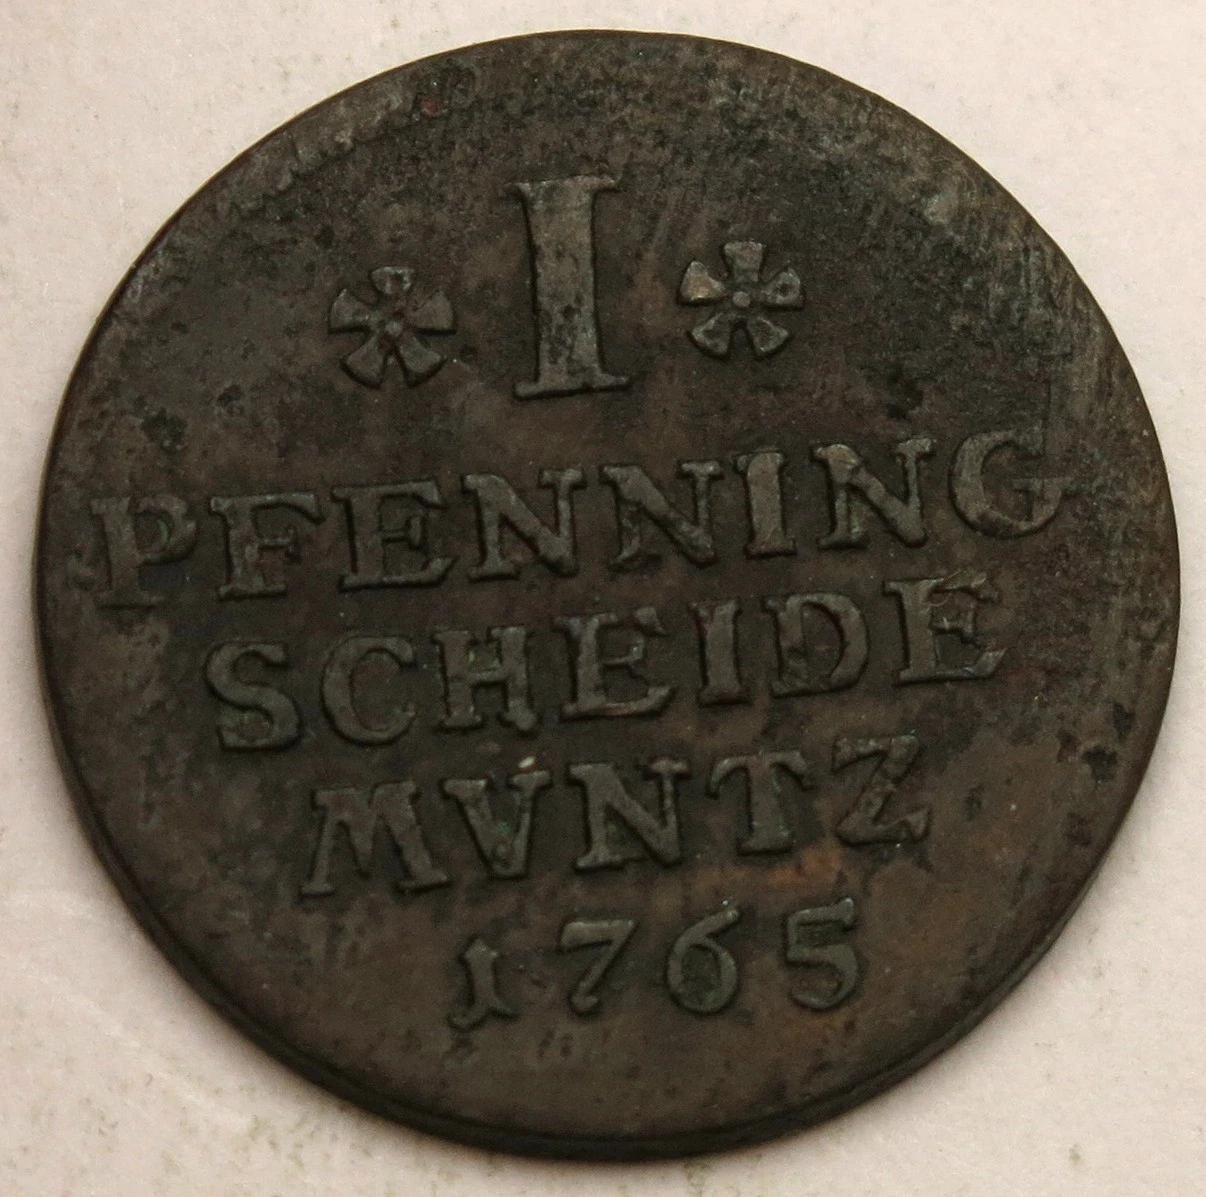 I
PFENNING
SCHEIDE
MVNTZ
1765